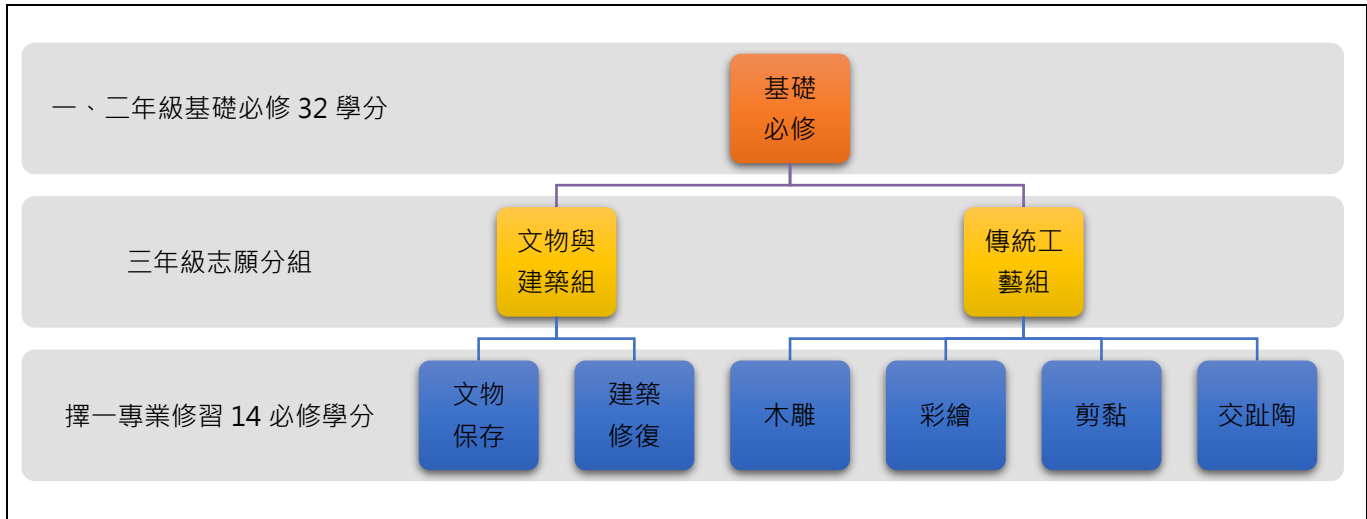 一、二年級基礎必修 32 學分
基礎
必修
三年級志願分組
文物與
建築組
傳統工
藝組
擇一專業修習 14 必修學分
文物
保存
建築
修復
木雕
彩繪
剪黏
交趾陶